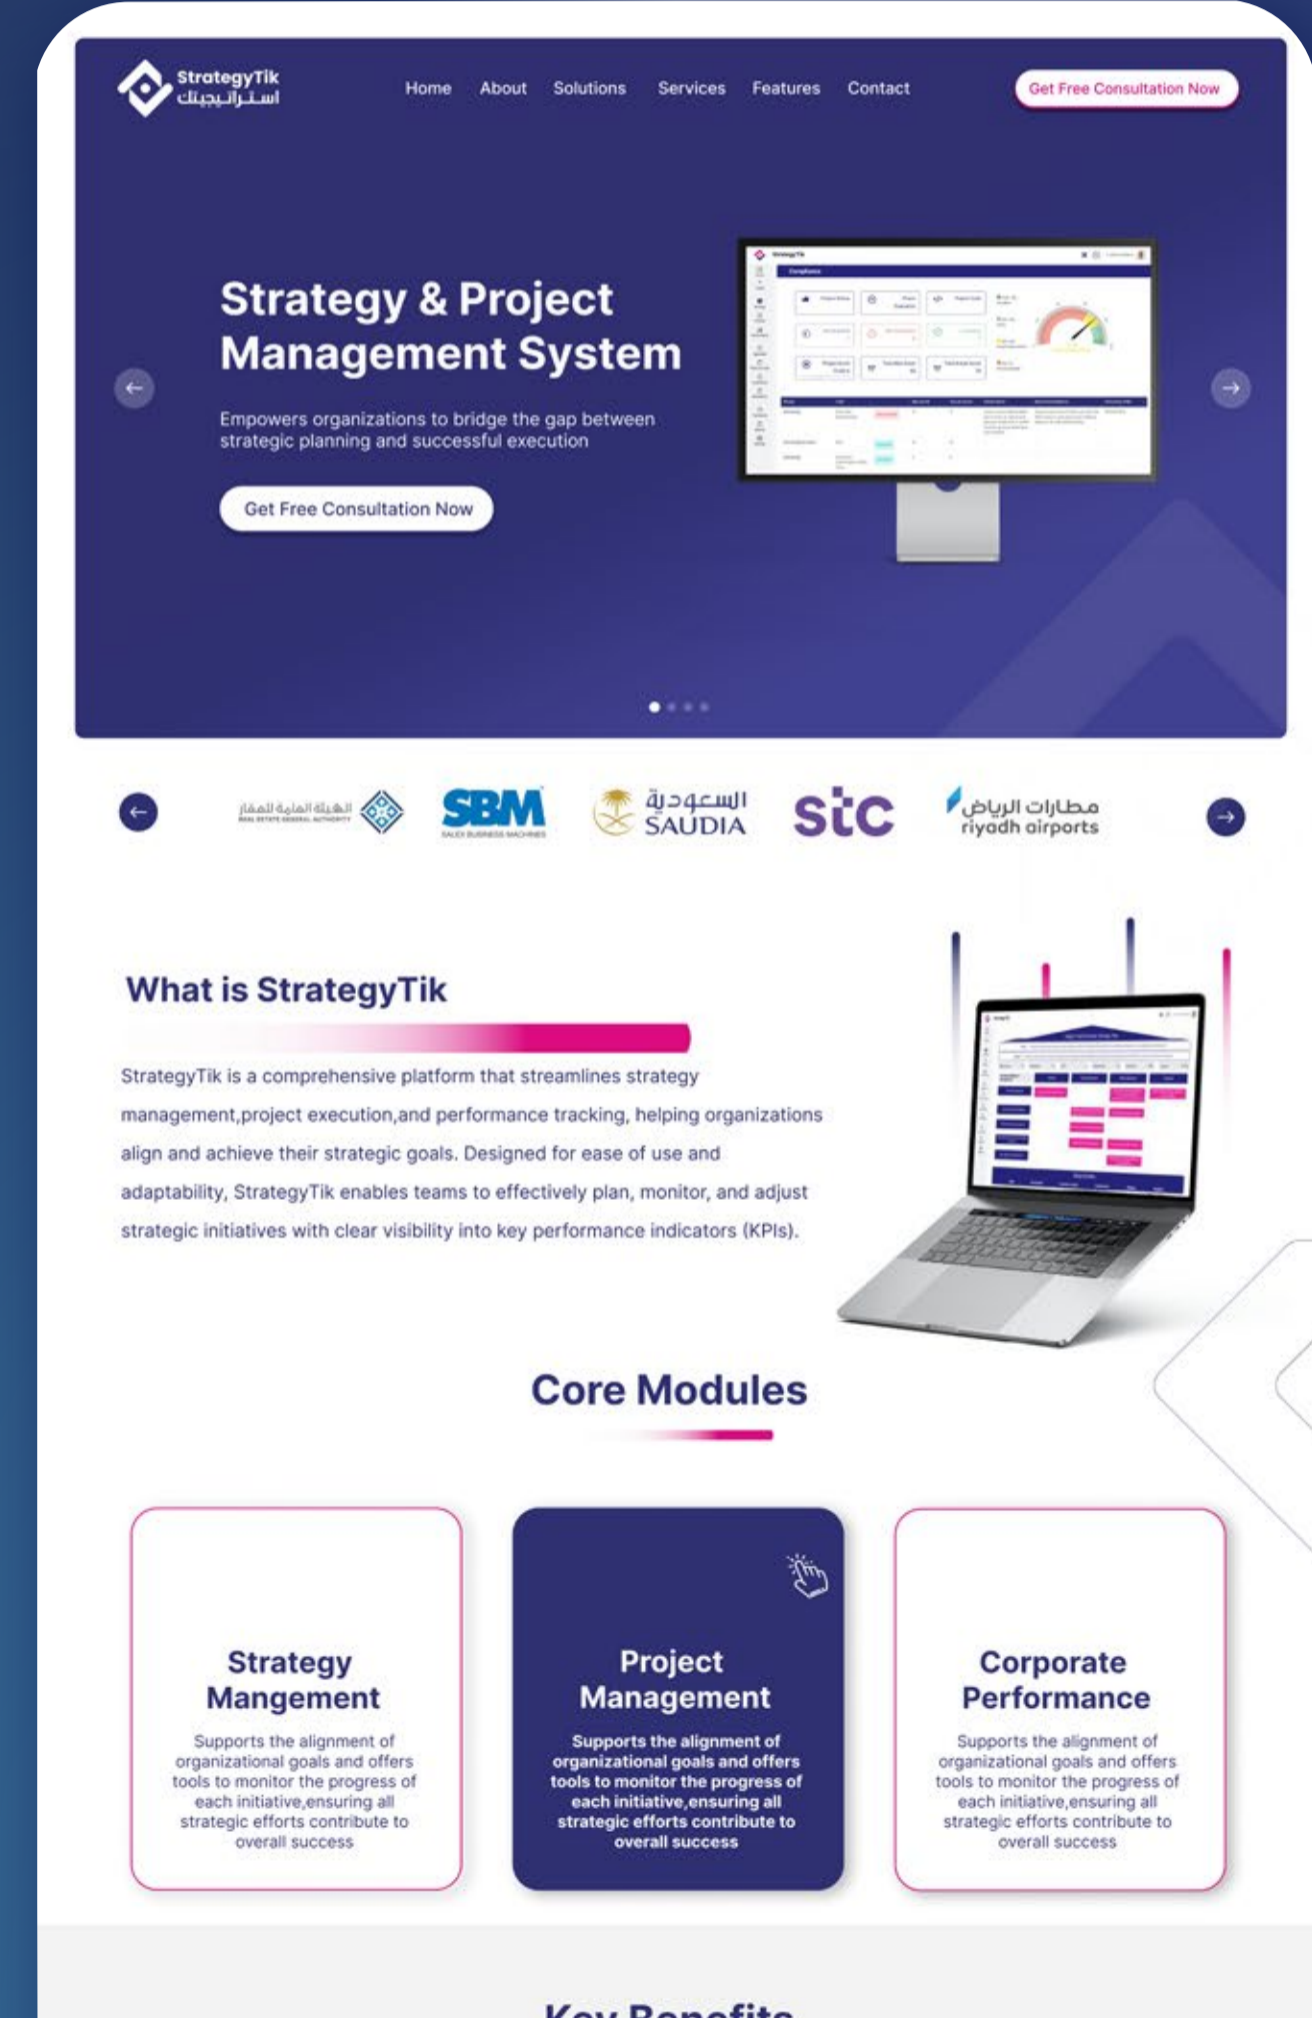 StrategyTik
استراتيجيتك
Home About Solutions Services Features Contact
Get Free Consultation Now
Strategy & Project
Management System
Empowers organizations to bridge the gap between
strategic planning and successful execution
Get Free Consultation Now
StrategyTik
Compliance
الهيئة العامة للعقار
REAL ESTATE GENERAL AUTHORITY
SBM
SAUDI BUSINESS MACHINES
السعودية
SAUDIA
stc
مطارات الرياض
riyadh airports
What is StrategyTik
StrategyTik is a comprehensive platform that streamlines strategy
management,project execution,and performance tracking, helping organizations
align and achieve their strategic goals. Designed for ease of use and
adaptability, StrategyTik enables teams to effectively plan, monitor, and adjust
strategic initiatives with clear visibility into key performance indicators (KPIs).
Core Modules
Strategy
Mangement
Supports the alignment of
organizational goals and offers
tools to monitor the progress of
each initiative,ensuring all
strategic efforts contribute to
overall success
Project
Management
Supports the alignment of
organizational goals and offers
tools to monitor the progress of
each initiative,ensuring all
strategic efforts contribute to
overall success
Corporate
Performance
Supports the alignment of
organizational goals and offers
tools to monitor the progress of
each initiative,ensuring all
strategic efforts contribute to
overall success
Key Benefits